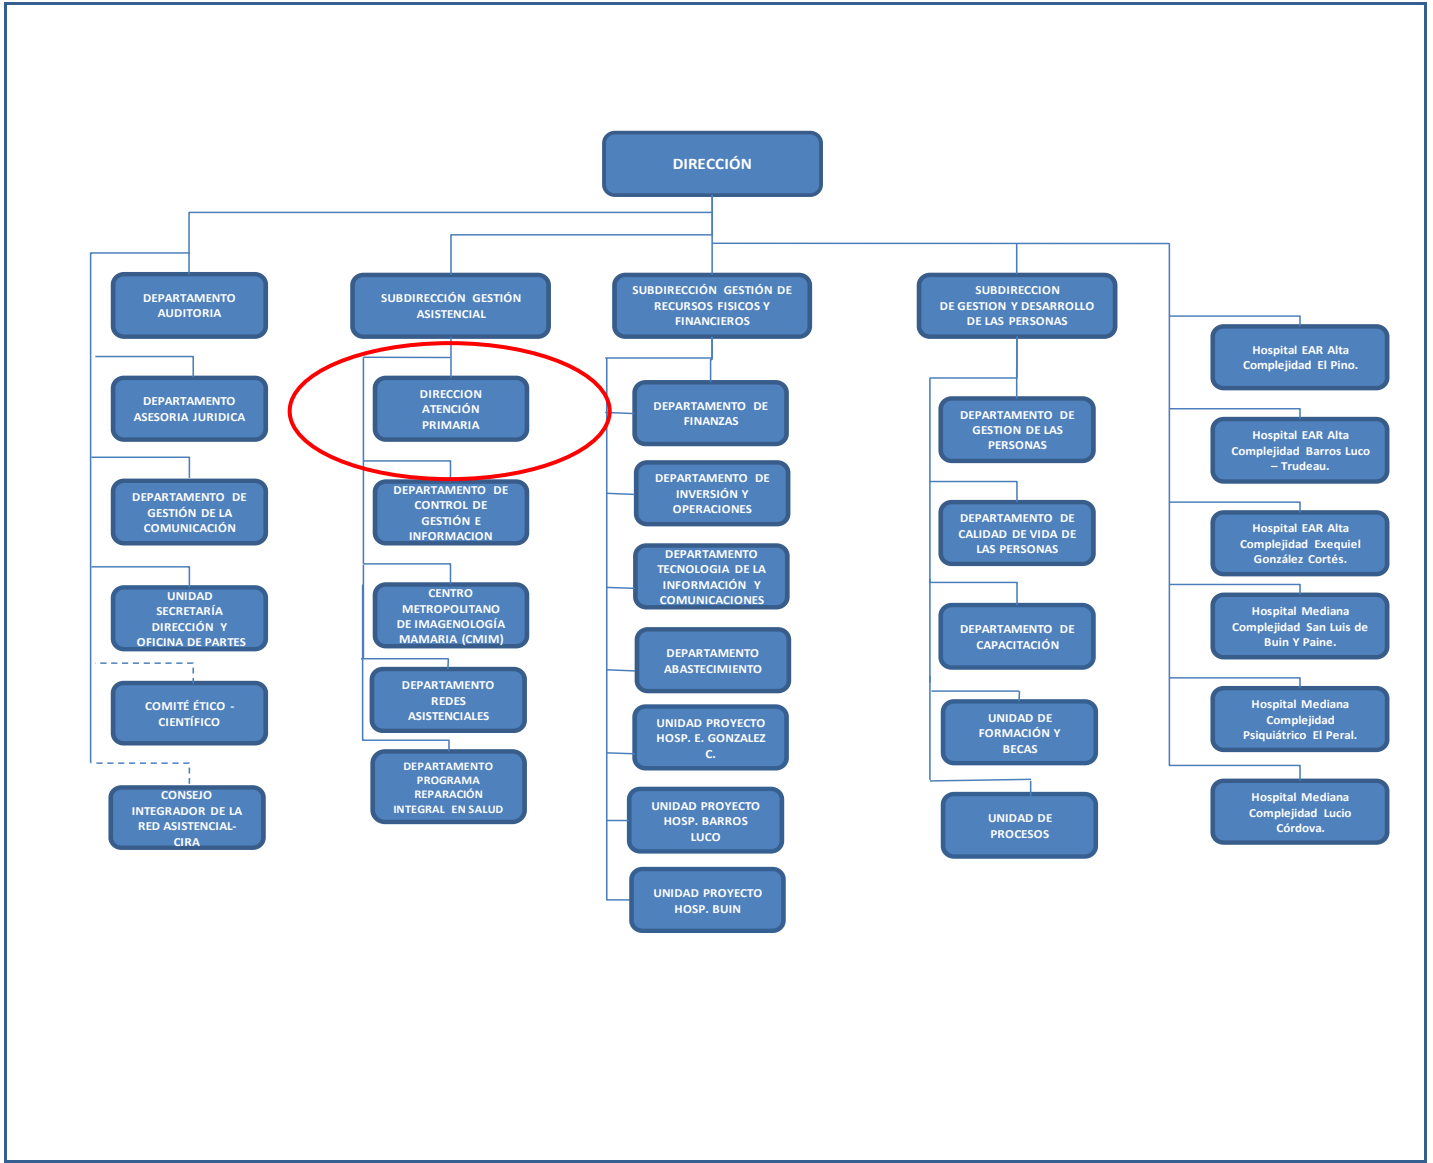 DIRECCIÓN
DEPARTAMENTO
AUDITORIA
DEPARTAMENTO
ASESORIA JURIDICA
DEPARTAMENTO DE
GESTIÓN DE LA
COMUNICACIÓN
UNIDAD
SECRETARÍA
DIRECCIÓN Y
OFICINA DE PARTES
COMITÉ ÉTICO -
CIENTÍFICO
CONSEJO
INTEGRADOR DE LA
RED ASISTENCIAL-
CIRA
SUBDIRECCIÓN GESTIÓN
ASISTENCIAL
DIRECCION
ATENCIÓN
PRIMARIA
DEPARTAMENTO DE
CONTROL DE
GESTIÓN E
INFORMACION
CENTRO
METROPOLITANO
DE IMAGENOLOGÍA
MAMARIA (CMIM)
DEPARTAMENTO
REDES
ASISTENCIALES
DEPARTAMENTO
PROGRAMA
REPARACIÓN
INTEGRAL EN SALUD
SUBDIRECCIÓN GESTIÓN DE
RECURSOS FISICOS Y
FINANCIEROS
DEPARTAMENTO DE
FINANZAS
DEPARTAMENTO DE
INVERSIÓN Y
OPERACIONES
DEPARTAMENTO
TECNOLOGIA DE LA
INFORMACIÓN Y
COMUNICACIONES
DEPARTAMENTO
ABASTECIMIENTO
UNIDAD PROYECTO
HOSP. E. GONZALEZ
C.
UNIDAD PROYECTO
HOSP. BARROS
LUCO
UNIDAD PROYECTO
HOSP. BUIN
SUBDIRECCION
DE GESTION Y DESARROLLO
DE LAS PERSONAS
DEPARTAMENTO DE
GESTION DE LAS
PERSONAS
DEPARTAMENTO DE
CALIDAD DE VIDA DE
LAS PERSONAS
DEPARTAMENTO DE
CAPACITACIÓN
UNIDAD DE
FORMACIÓN Y
BECAS
UNIDAD DE
PROCESOS
Hospital EAR Alta
Complejidad El Pino.
Hospital EAR Alta
Complejidad Barros Luco
– Trudeau.
Hospital EAR Alta
Complejidad Exequiel
González Cortés.
Hospital Mediana
Complejidad San Luis de
Buin Y Paine.
Hospital Mediana
Complejidad
Psiquiátrico El Peral.
Hospital Mediana
Complejidad Lucio
Córdova.